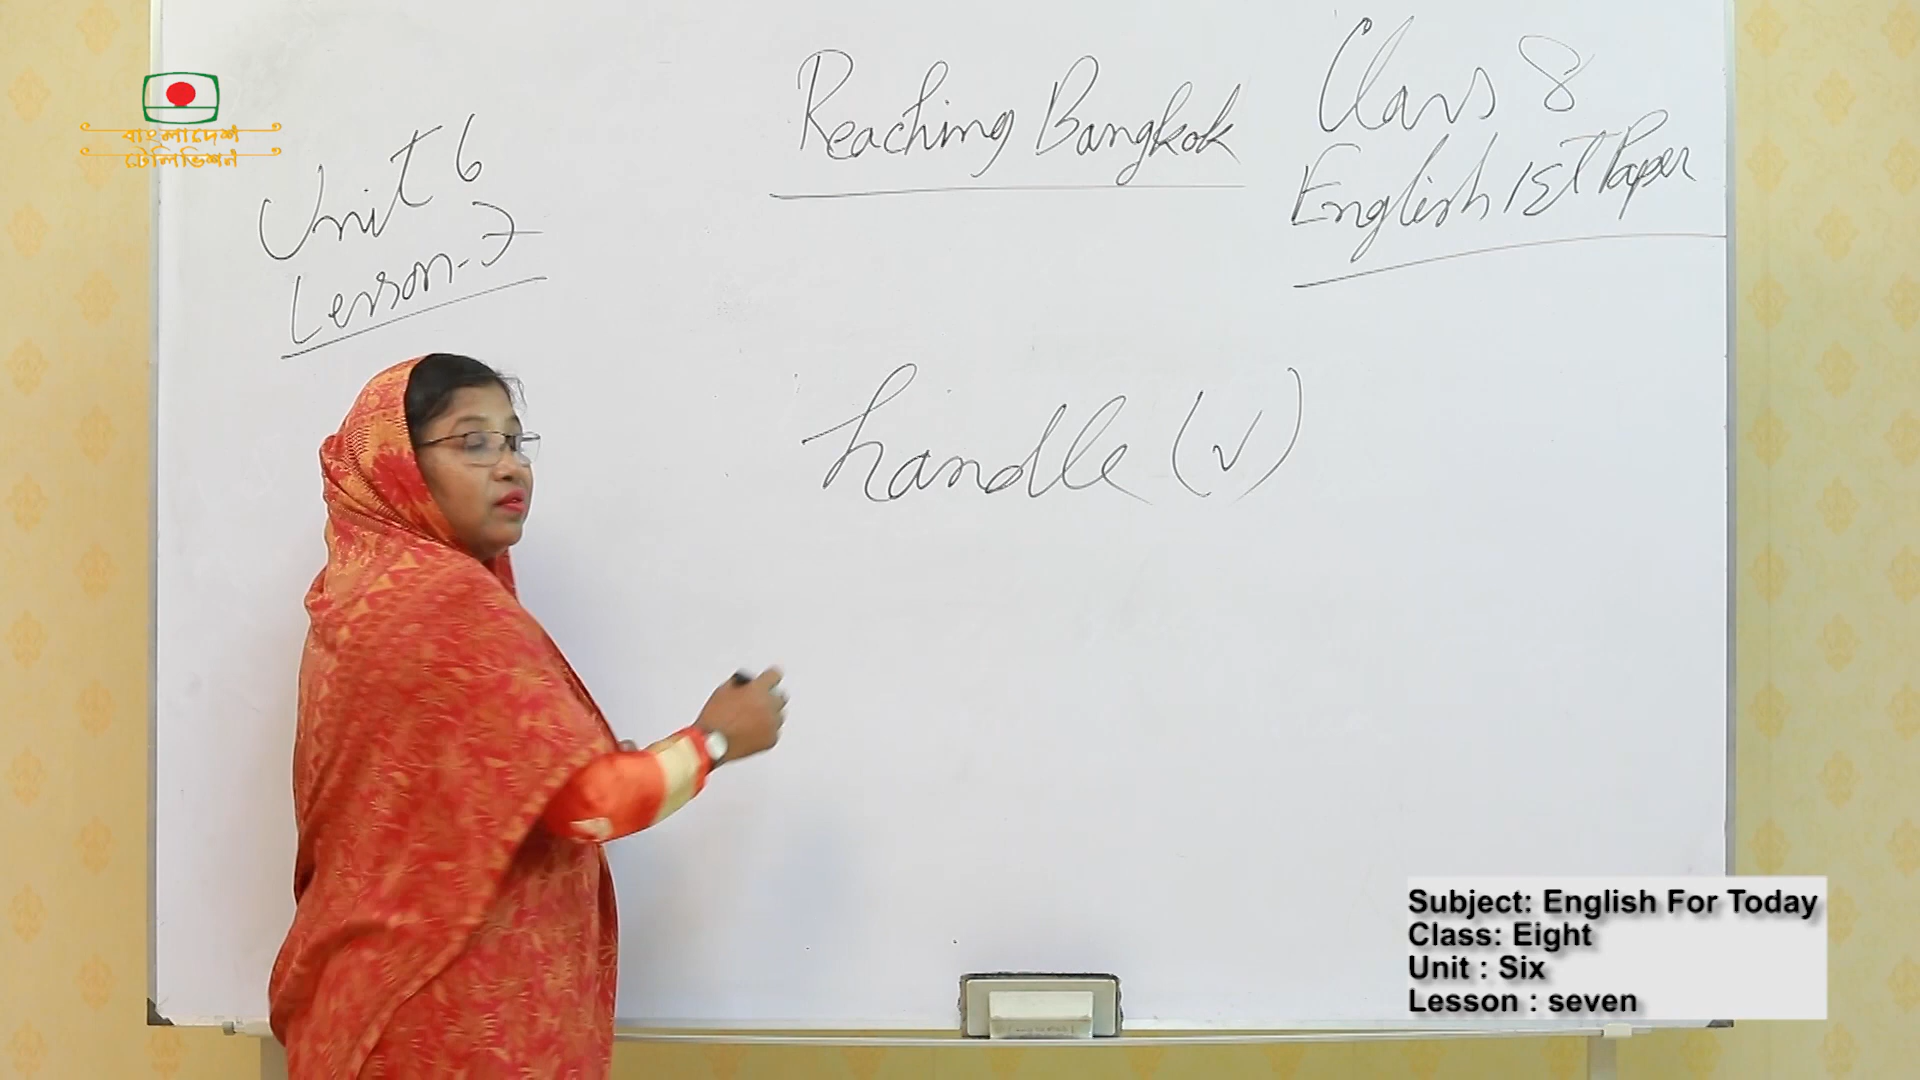 বাংলাদেশ
টেলিভিশন
Unit 6
Lesson-7
Reaching Bangkok
Class 8
English 1st Paper
handle (v)
Subject: English For Today
Class: Eight
Unit : Six
Lesson : seven